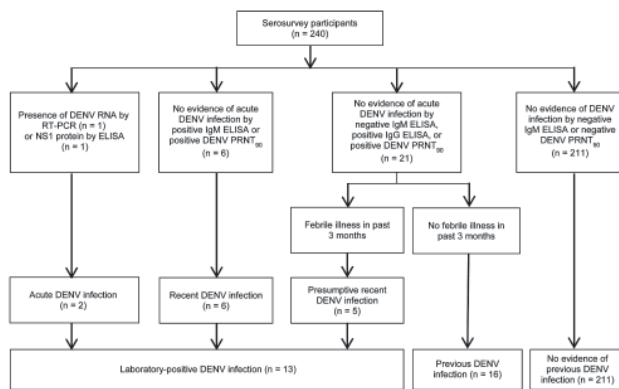 Serosurvey participants
(n = 240)
Presence of DENV RNA by
RT-PCR (n = 1)
or NS1 protein by ELISA
(n = 1)
No evidence of acute
DENV infection by
positive IgM ELISA or
positive DENV PRNT90
(n = 6)
No evidence of acute
DENV infection by
negative IgM ELISA,
positive IgG ELISA, or
positive DENV PRNT90
(n = 21)
No evidence of DENV
infection by negative
IgM ELISA or negative
DENV PRNT90
(n = 211)
Febrile illness in past
3 months
No febrile illness in
past 3 months
Acute DENV infection
(n = 2)
Recent DENV infection
(n = 6)
Presumptive recent
DENV infection
(n = 5)
Laboratory-positive DENV infection (n = 13)
Previous DENV
infection (n = 16)
No evidence of
previous DENV
infection (n = 211)